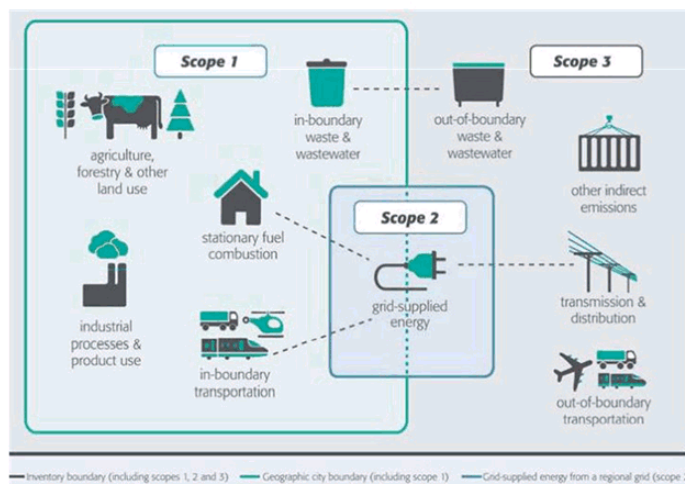 Scope 1
Scope 3
in-boundary
waste &
wastewater
out-of-boundary
waste &
wastewater
agriculture,
forestry & other
land use
other indirect
emissions
Scope 2
stationary fuel
combustion
grid-supplied
energy
transmission &
distribution
industrial
processes &
product use
in-boundary
transportation
out-of-boundary
transportation
Inventory boundary (including scopes 1, 2 and 3)
Geographic city boundary (including scope 1)
Grid-supplied energy from a regional grid (scope 2